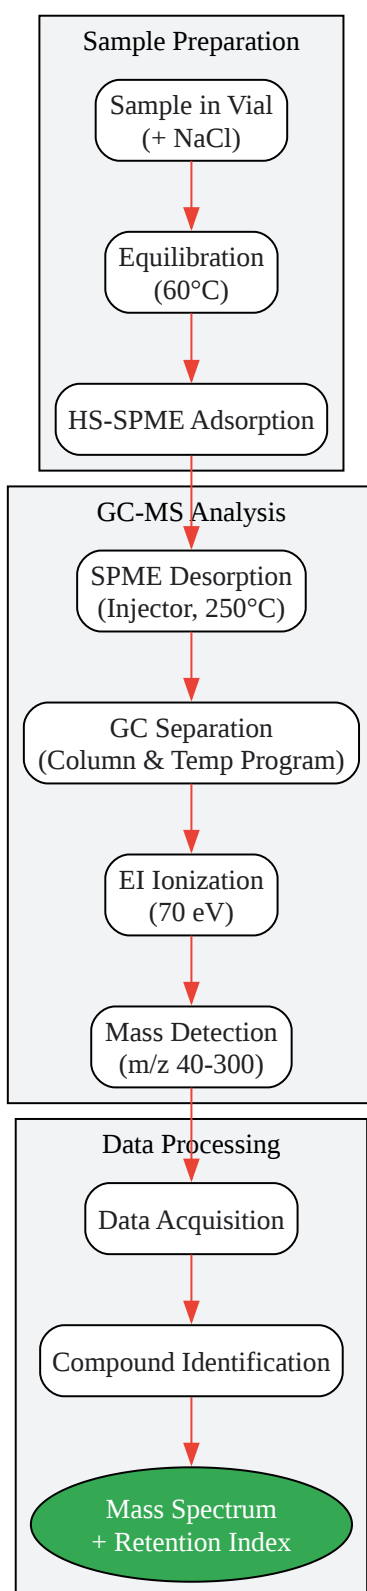 Sample Preparation
Sample in Vial
(+ NaCl)
Equilibration
(60°C)
HS-SPME Adsorption
GC-MS Analysis
SPME Desorption
(Injector, 250°C)
GC Separation
(Column & Temp Program)
EI Ionization
(70 eV)
Mass Detection
(m/z 40-300)
Data Processing
Data Acquisition
Compound Identification
Mass Spectrum
+ Retention Index